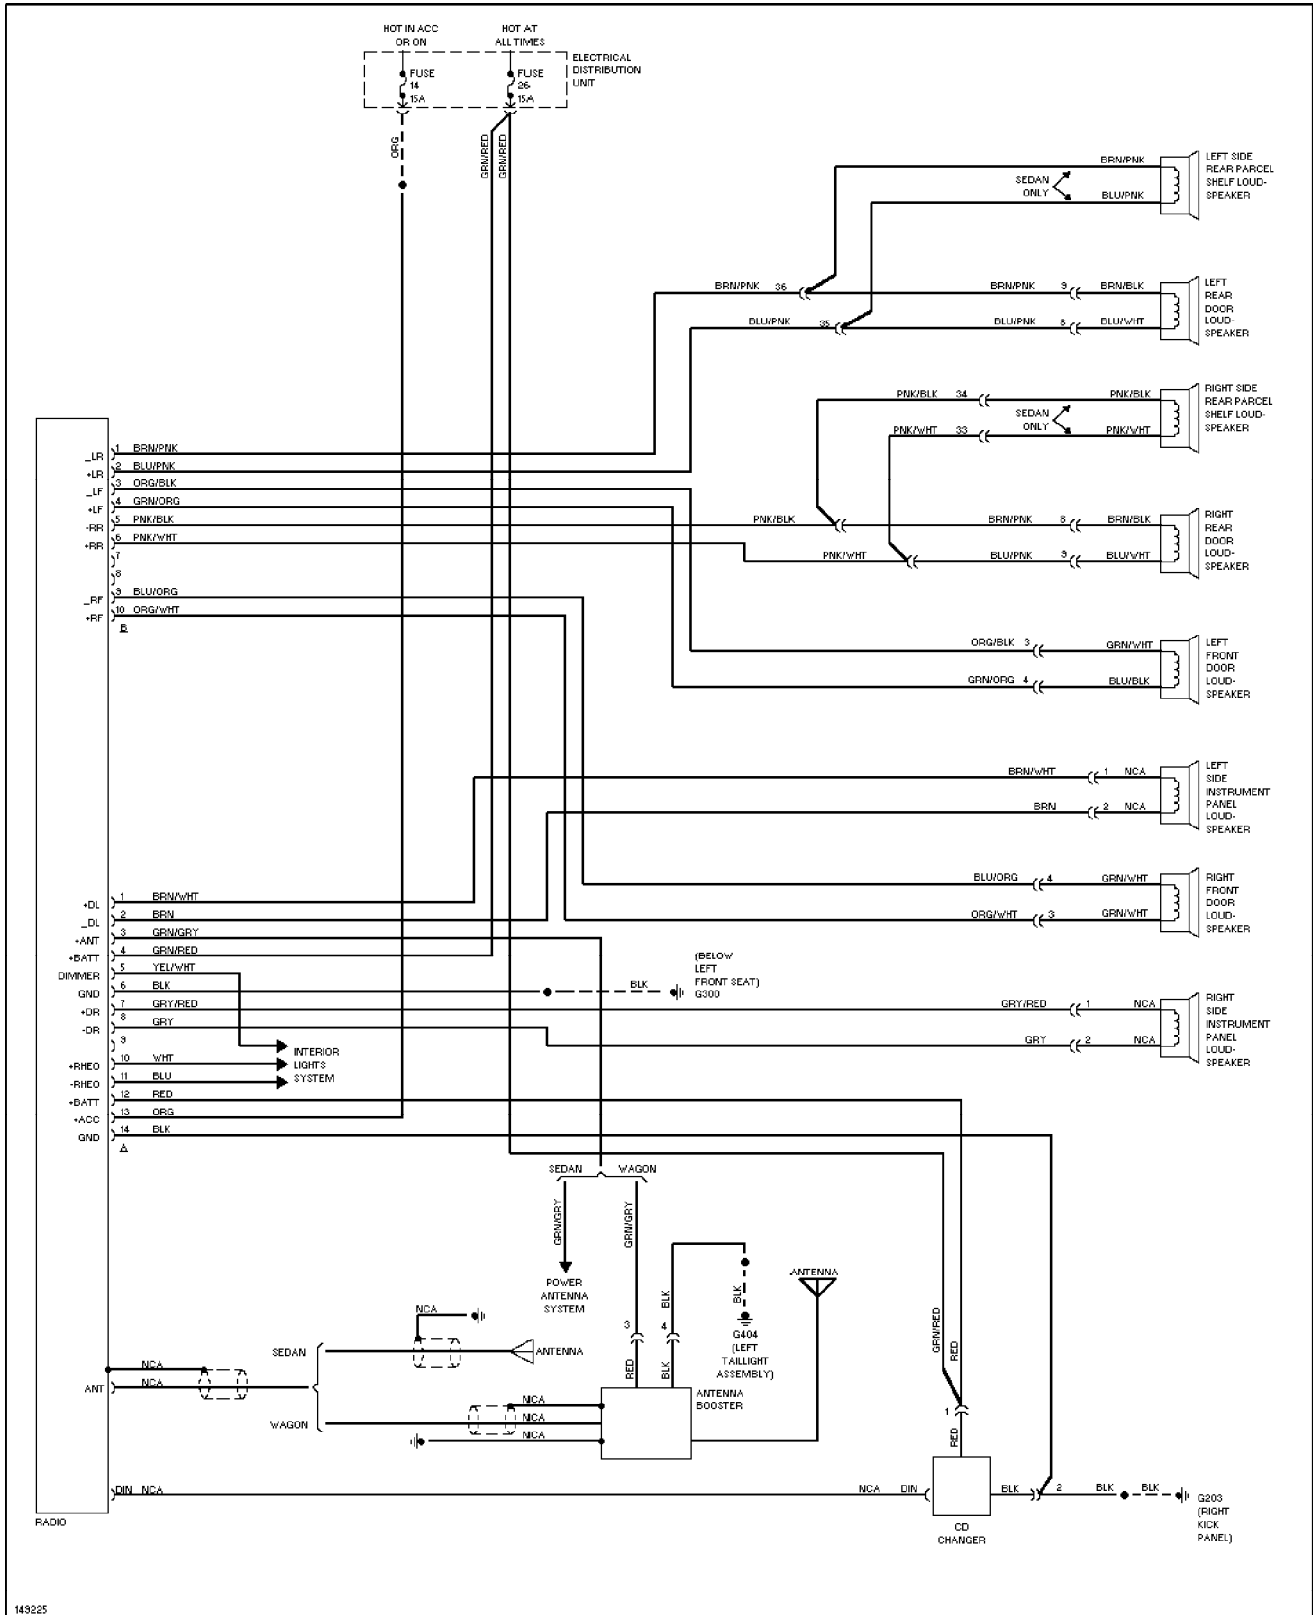 HOT IN ACC
OR ON
HOT AT
ALL TIMES
FUSE
14
15A
FUSE
26
15A
ELECTRICAL
DISTRIBUTION
UNIT
ORG
GRN/RED
GRN/RED
BRN/PNK
SEDAN
ONLY
BLU/PNK
LEFT SIDE
REAR PARCEL
SHELF LOUD-
SPEAKER
BRN/PNK 36
BRN/PNK 9 BRN/BLK
BLU/PNK 35
BLU/PNK 8 BLU/WHT
LEFT
REAR
DOOR
LOUD-
SPEAKER
PNK/BLK 34 PNK/BLK
SEDAN
ONLY
PNK/WHT 33 PNK/WHT
RIGHT SIDE
REAR PARCEL
SHELF LOUD-
SPEAKER
_LR 1 BRN/PNK
+LR 2 BLU/PNK
_LF 3 ORG/BLK
+LF 4 GRN/ORG
-RR 5 PNK/BLK
+RR 6 PNK/WHT
7
8
_RF 9 BLU/ORG
+RF 10 ORG/WHT
B
PNK/BLK BRN/PNK 8 BRN/BLK
PNK/WHT BLU/PNK 9 BLU/WHT
RIGHT
REAR
DOOR
LOUD-
SPEAKER
ORG/BLK 3 GRN/WHT
GRN/ORG 4 BLU/BLK
LEFT
FRONT
DOOR
LOUD-
SPEAKER
BRN/WHT 1 NCA
BRN 2 NCA
LEFT
SIDE
INSTRUMENT
PANEL
LOUD-
SPEAKER
BLU/ORG 4 GRN/WHT
ORG/WHT 3 GRN/WHT
RIGHT
FRONT
DOOR
LOUD-
SPEAKER
+DL 1 BRN/WHT
_DL 2 BRN
+ANT 3 GRN/GRY
+BATT 4 GRN/RED
DIMMER 5 YEL/WHT
GND 6 BLK
+DR 7 GRY/RED
-DR 8 GRY
9
+RHEO 10 WHT
-RHEO 11 BLU
+BATT 12 RED
+ACC 13 ORG
GND 14 BLK
A
INTERIOR
LIGHTS
SYSTEM
BLK
(BELOW
LEFT
FRONT SEAT)
G300
GRY/RED 1 NCA
GRY 2 NCA
RIGHT
SIDE
INSTRUMENT
PANEL
LOUD-
SPEAKER
SEDAN WAGON
GRN/GRY
GRN/GRY
POWER
ANTENNA
SYSTEM
3
RED
BLK
4
BLK
BLK
G404
(LEFT
TAILLIGHT
ASSEMBLY)
ANTENNA
GRN/RED
RED
NCA
SEDAN
ANTENNA
NCA
ANT NCA
WAGON
NCA
NCA
NCA
ANTENNA
BOOSTER
1
RED
DIN NCA
NCA DIN
BLK 2 BLK BLK
G203
(RIGHT
KICK
PANEL)
CD
CHANGER
RADIO
149225